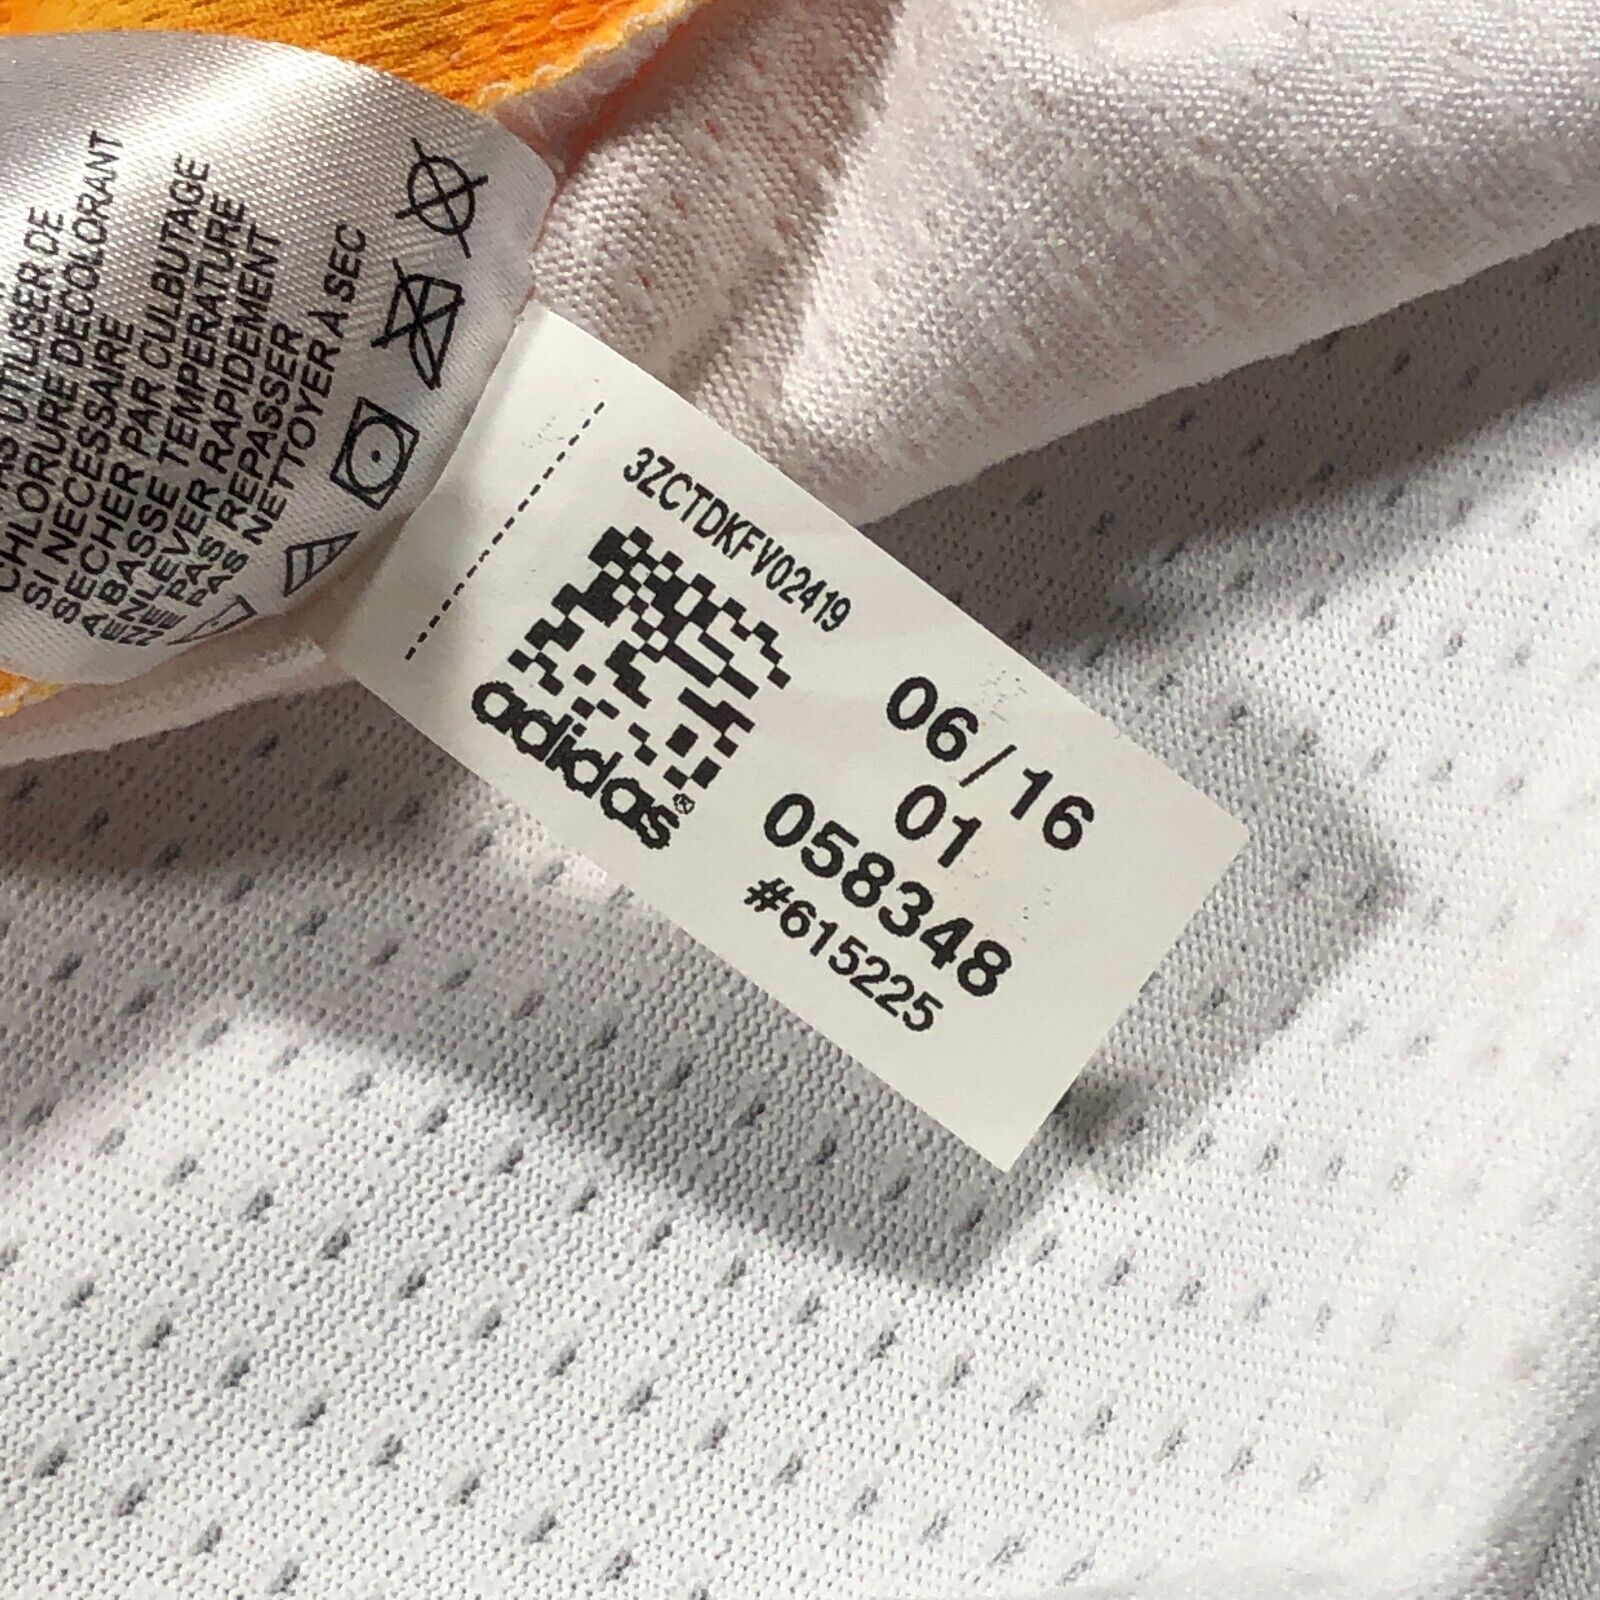 UTILISER DE
CHLORURE DECOLORANT
SI NECESSAIRE
SECHER PAR CULBUTAGE
A BASSE TEMPERATURE
ENLEVER RAPIDEMENT
NE PAS REPASSER
NE PAS NETTOYER À SEC
3ZCTDKFV02419
adidas®
06/16
01
058348
#615225